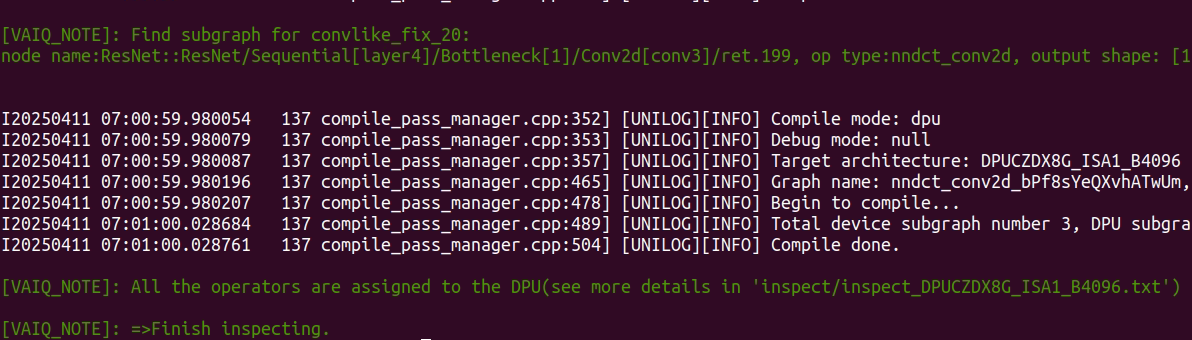 [VAIQ_NOTE]: Find subgraph for convlike_fix_20:
node name:ResNet::ResNet/Sequential[layer4]/Bottleneck[1]/Conv2d[conv3]/ret.199, op type:nndct_conv2d, output shape: [1
I20250411 07:00:59.980054   137 compile_pass_manager.cpp:352] [UNILOG][INFO] Compile mode: dpu
I20250411 07:00:59.980079   137 compile_pass_manager.cpp:353] [UNILOG][INFO] Debug mode: null
I20250411 07:00:59.980087   137 compile_pass_manager.cpp:357] [UNILOG][INFO] Target architecture: DPUCZDX8G_ISA1_B4096
I20250411 07:00:59.980196   137 compile_pass_manager.cpp:465] [UNILOG][INFO] Graph name: nndct_conv2d_bPf8sYeQXvhATwUm,
I20250411 07:00:59.980207   137 compile_pass_manager.cpp:478] [UNILOG][INFO] Begin to compile...
I20250411 07:01:00.028684   137 compile_pass_manager.cpp:489] [UNILOG][INFO] Total device subgraph number 3, DPU subgra
I20250411 07:01:00.028761   137 compile_pass_manager.cpp:504] [UNILOG][INFO] Compile done.
[VAIQ_NOTE]: All the operators are assigned to the DPU(see more details in 'inspect/inspect_DPUCZDX8G_ISA1_B4096.txt')
[VAIQ_NOTE]: =>Finish inspecting.